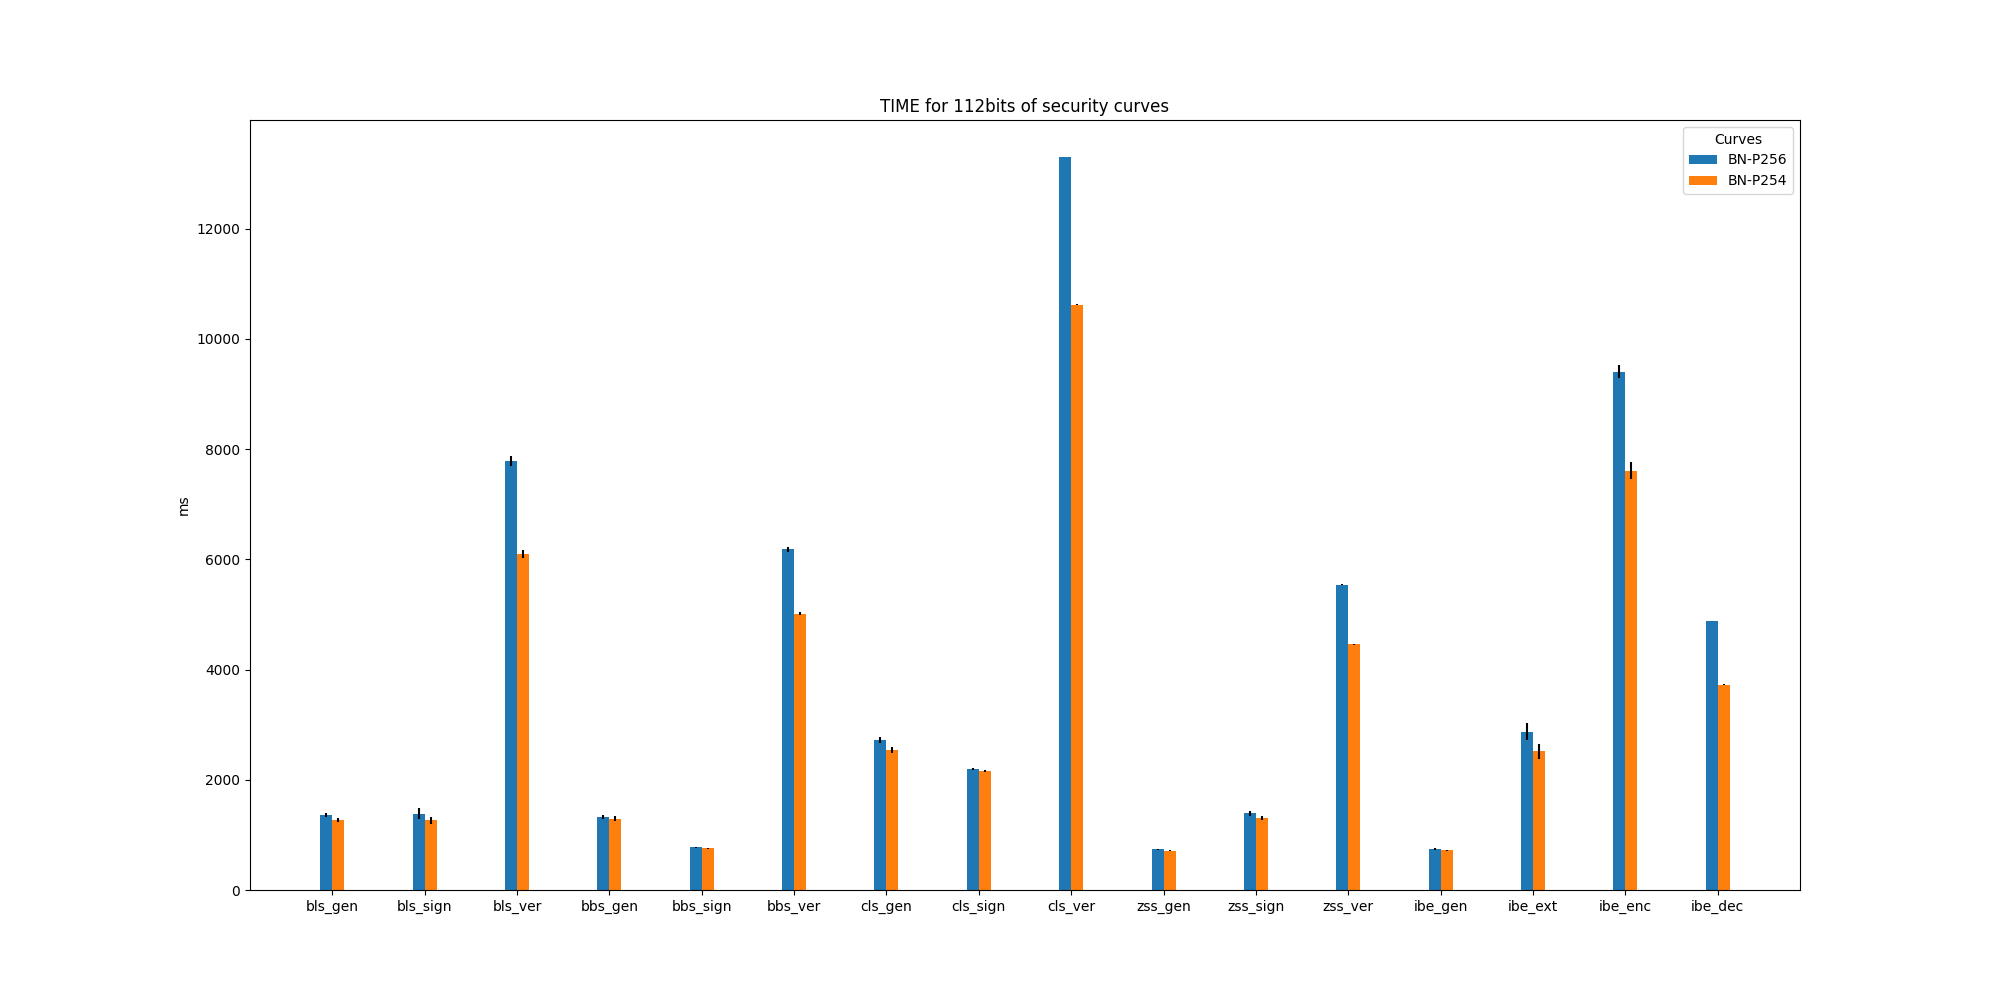 TIME for 112bits of security curves
Curves
BN-P256
BN-P254
12000
10000
8000
6000
4000
2000
0
ms
bls_gen bls_sign bls_ver bbs_gen bbs_sign bbs_ver cls_gen cls_sign cls_ver zss_gen zss_sign zss_ver ibe_gen ibe_ext ibe_enc ibe_dec